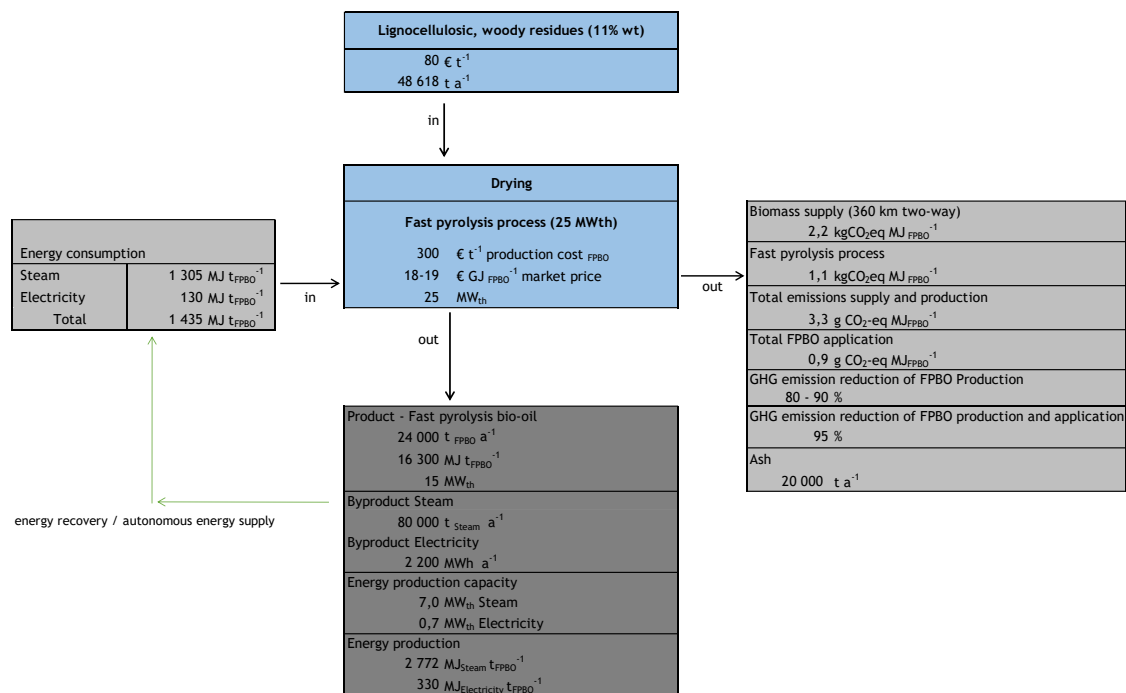 Lignocellulosic, woody residues (11% wt)
80 € t⁻¹
48 618 t a⁻¹
in
Drying
Fast pyrolysis process (25 MWth)
300 € t⁻¹ production cost FPBO
18-19 € GJ FPBO⁻¹ market price
25 MWth
Energy consumption
Steam 1 305 MJ tFPBO⁻¹
Electricity 130 MJ tFPBO⁻¹
Total 1 435 MJ tFPBO⁻¹
in
out
out
Biomass supply (360 km two-way)
2,2 kgCO₂eq MJ FPBO⁻¹
Fast pyrolysis process
1,1 kgCO₂eq MJ FPBO⁻¹
Total emissions supply and production
3,3 g CO₂-eq MJFPBO⁻¹
Total FPBO application
0,9 g CO₂-eq MJFPBO⁻¹
GHG emission reduction of FPBO Production
80 - 90 %
GHG emission reduction of FPBO production and application
95 %
Ash
20 000 t a⁻¹
Product - Fast pyrolysis bio-oil
24 000 t FPBO a⁻¹
16 300 MJ tFPBO⁻¹
15 MWth
Byproduct Steam
80 000 t Steam a⁻¹
Byproduct Electricity
2 200 MWh a⁻¹
Energy production capacity
7,0 MWth Steam
0,7 MWth Electricity
Energy production
2 772 MJSteam tFPBO⁻¹
330 MJElectricity tFPBO⁻¹
energy recovery / autonomous energy supply